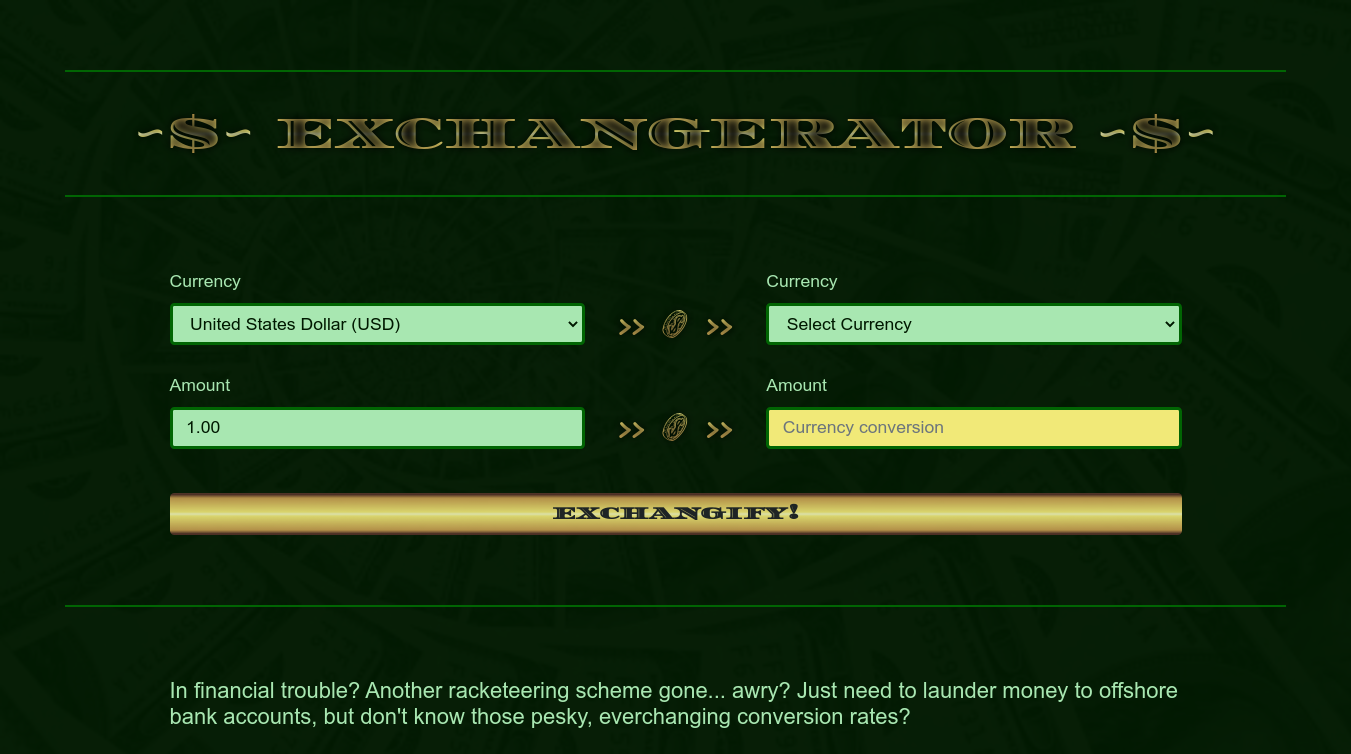 ~$~ EXCHANGERATOR ~$~
Currency
United States Dollar (USD)
>> >>
Currency
Select Currency
Amount
1.00
>> >>
Amount
Currency conversion
EXCHANGIFY!
In financial trouble? Another racketeering scheme gone... awry? Just need to launder money to offshore
bank accounts, but don't know those pesky, everchanging conversion rates?